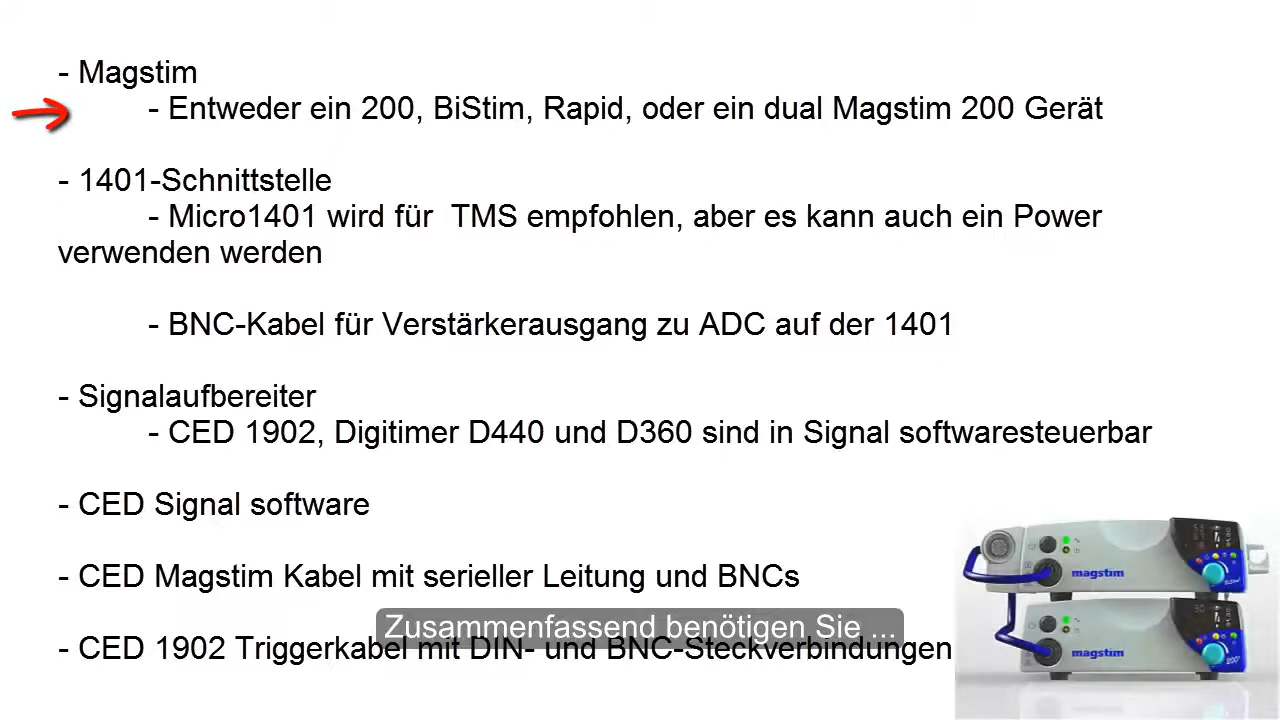 - Magstim
- Entweder ein 200, BiStim, Rapid, oder ein dual Magstim 200 Gerät
- 1401-Schnittstelle
- Micro1401 wird für  TMS empfohlen, aber es kann auch ein Power
verwenden werden
- BNC-Kabel für Verstärkerausgang zu ADC auf der 1401
- Signalaufbereiter
- CED 1902, Digitimer D440 und D360 sind in Signal softwaresteuerbar
- CED Signal software
- CED Magstim Kabel mit serieller Leitung und BNCs
Zusammenfassend benötigen Sie ...
- CED 1902 Triggerkabel mit DIN- und BNC-Steckverbindungen
magstim
magstim
200²